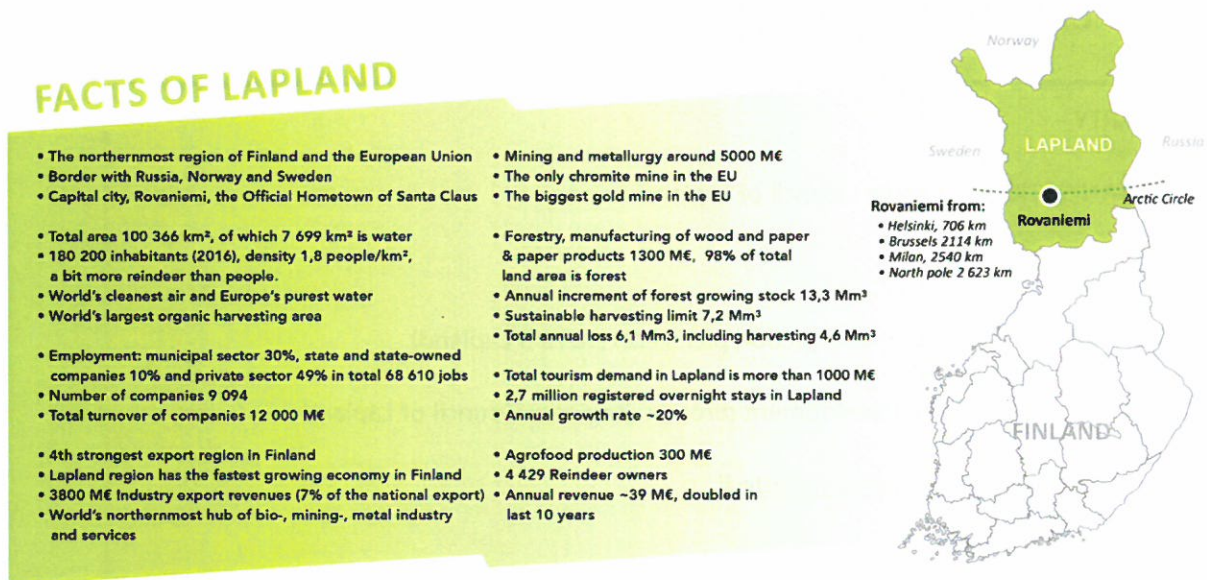 FACTS OF LAPLAND
• The northernmost region of Finland and the European Union
• Border with Russia, Norway and Sweden
• Capital city, Rovaniemi, the Official Hometown of Santa Claus
• Total area 100 366 km², of which 7 699 km² is water
• 180 200 inhabitants (2016), density 1,8 people/km²,
a bit more reindeer than people.
• World's cleanest air and Europe's purest water
• World's largest organic harvesting area
• Employment: municipal sector 30%, state and state-owned
companies 10% and private sector 49% in total 68 610 jobs
• Number of companies 9 094
• Total turnover of companies 12 000 M€
• 4th strongest export region in Finland
• Lapland region has the fastest growing economy in Finland
• 3800 M€ Industry export revenues (7% of the national export)
• World's northernmost hub of bio-, mining-, metal industry
and services
• Mining and metallurgy around 5000 M€
• The only chromite mine in the EU
• The biggest gold mine in the EU
• Forestry, manufacturing of wood and paper
& paper products 1300 M€, 98% of total
land area is forest
• Annual increment of forest growing stock 13,3 Mm³
• Sustainable harvesting limit 7,2 Mm³
• Total annual loss 6,1 Mm3, including harvesting 4,6 Mm³
• Total tourism demand in Lapland is more than 1000 M€
• 2,7 million registered overnight stays in Lapland
• Annual growth rate ~20%
• Agrofood production 300 M€
• 4 429 Reindeer owners
• Annual revenue ~39 M€, doubled in
last 10 years
Norway
Sweden
LAPLAND
Russia
Arctic Circle
Rovaniemi
Rovaniemi from:
• Helsinki, 706 km
• Brussels 2114 km
• Milan, 2540 km
• North pole 2 623 km
FINLAND